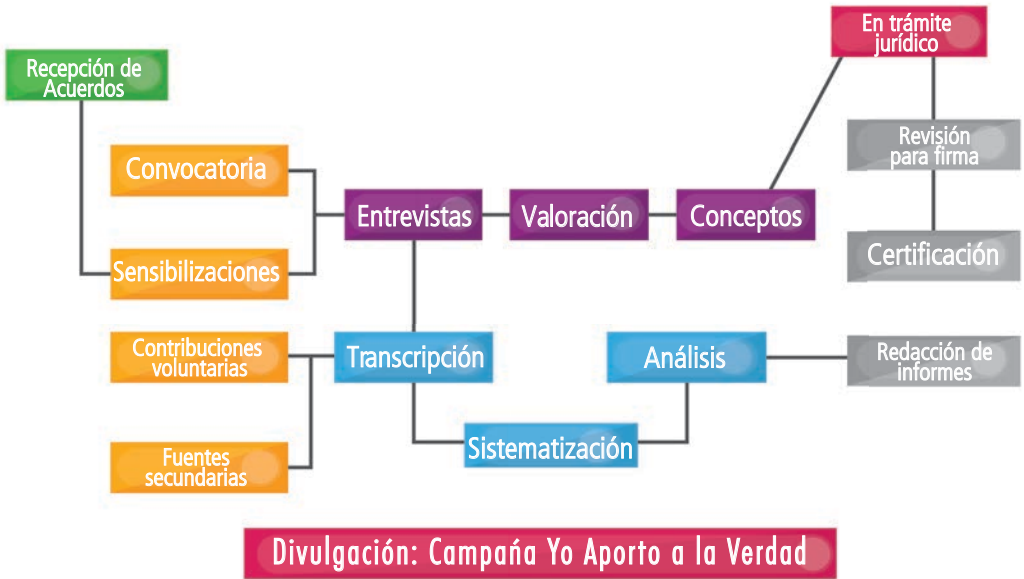 En trámite
jurídico
Recepción de
Acuerdos
Revisión
para firma
Convocatoria
Entrevistas
Valoración
Conceptos
Certificación
Sensibilizaciones
Contribuciones
voluntarias
Transcripción
Análisis
Redacción de
informes
Sistematización
Fuentes
secundarias
Divulgación: Campaña Yo Aporto a la Verdad